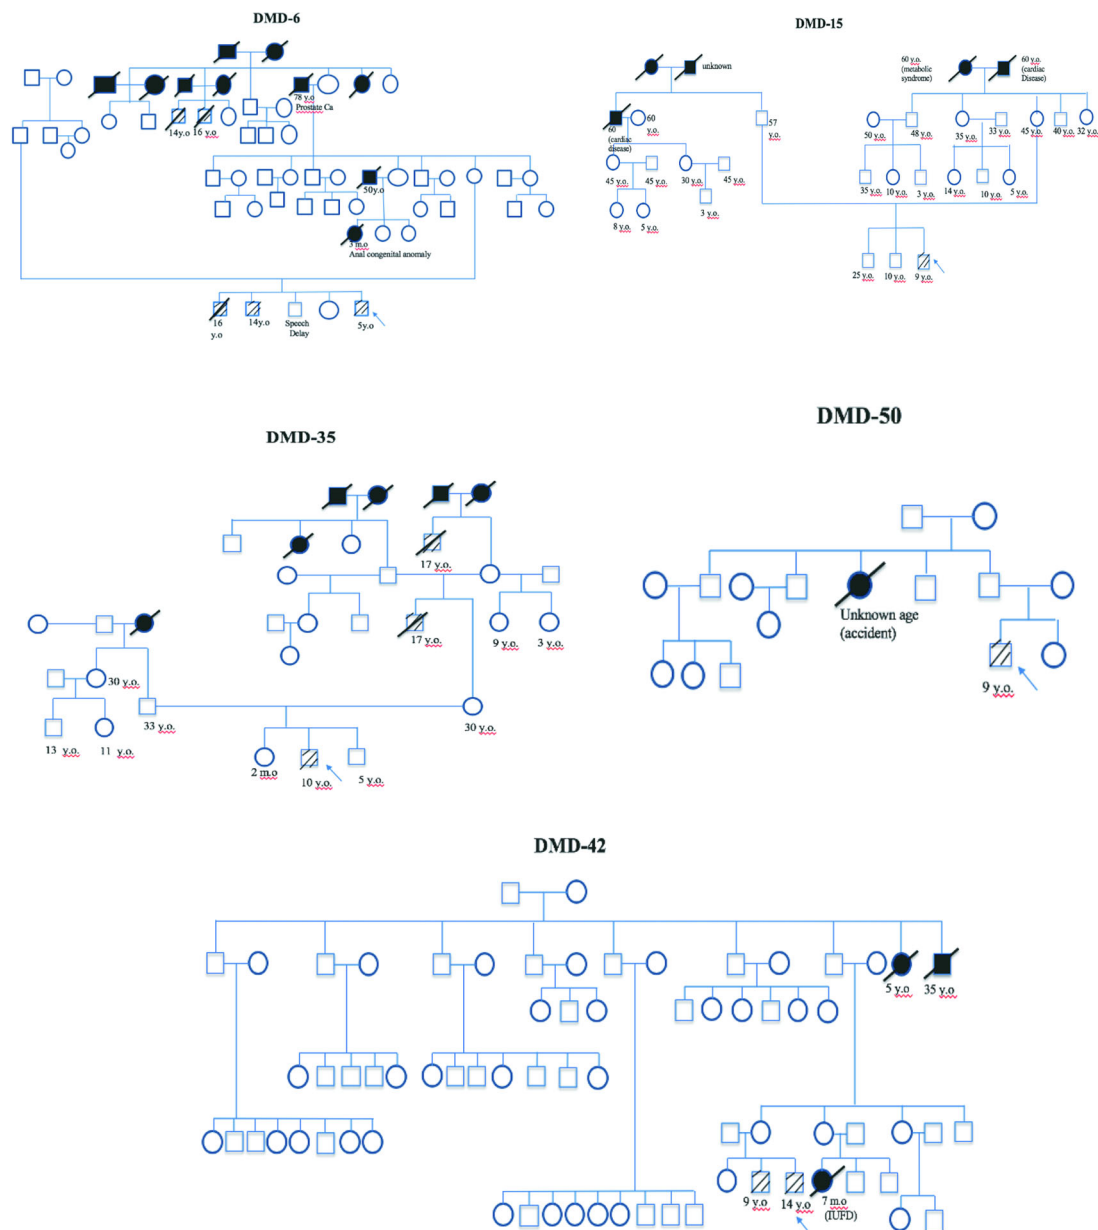 DMD-6
14y.o
16 y.o
78 y.o
Prostate Ca
50y.o
3 m.o
Anal congenital anomaly
16
y.o
14y.o
Speech
Delay
5y.o
DMD-15
unknown
60 y.o.
(metabolic
syndrome)
60 y.o.
(cardiac
Disease)
60
(cardiac
disease)
60
y.o.
57
y.o.
50 y.o.
48 y.o.
35 y.o.
33 y.o.
45 y.o.
40 y.o.
32 y.o.
45 y.o.
45 y.o.
30 y.o.
45 y.o.
35 y.o.
10 y.o.
3 y.o.
14 y.o.
10 y.o.
5 y.o.
8 y.o.
5 y.o.
3 y.o.
25 y.o.
10 y.o.
9 y.o.
DMD-35
17 y.o.
17 y.o.
9 y.o.
3 y.o.
30 y.o.
33 y.o.
30 y.o.
13 y.o.
11 y.o.
2 m.o
10 y.o.
5 y.o.
DMD-50
Unknown age
(accident)
9 y.o.
DMD-42
5 y.o
35 y.o
9 y.o
14 y.o
7 m.o
(IUFD)